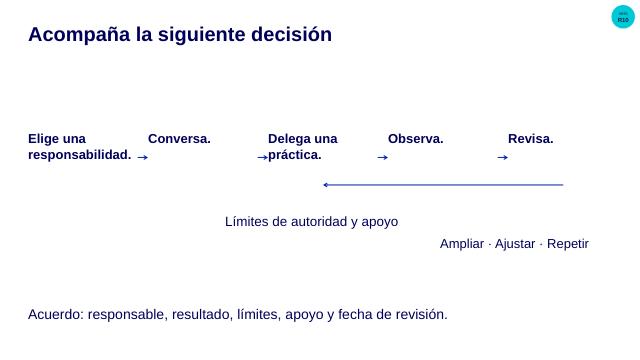 Acompaña la siguiente decisión
R10
Elige una responsabilidad.
Conversa.
Delega una práctica.
Observa.
Revisa.
Límites de autoridad y apoyo
Ampliar · Ajustar · Repetir
Acuerdo: responsable, resultado, límites, apoyo y fecha de revisión.